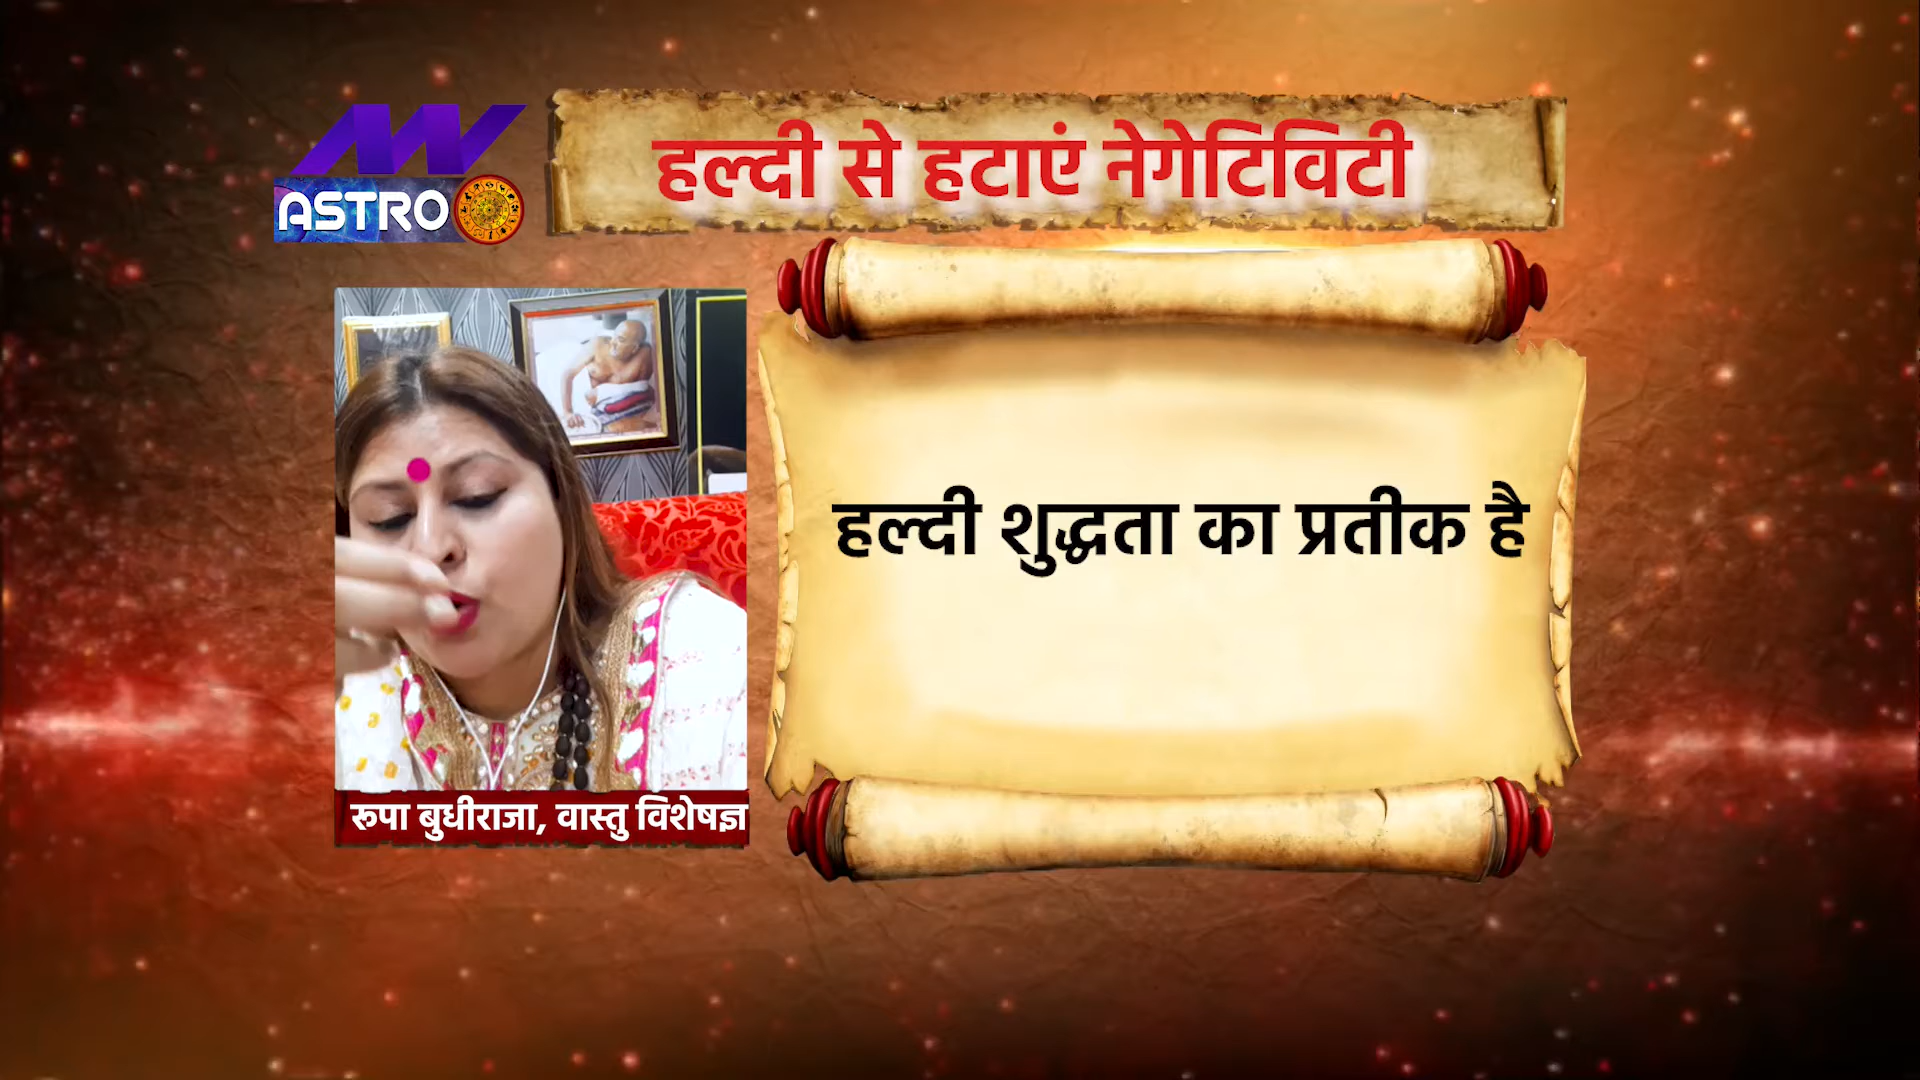 ASTRO
हल्दी से हटाएं नेगेटिविटी
हल्दी शुद्धता का प्रतीक है
रूपा बुधीराजा, वास्तु विशेषज्ञ